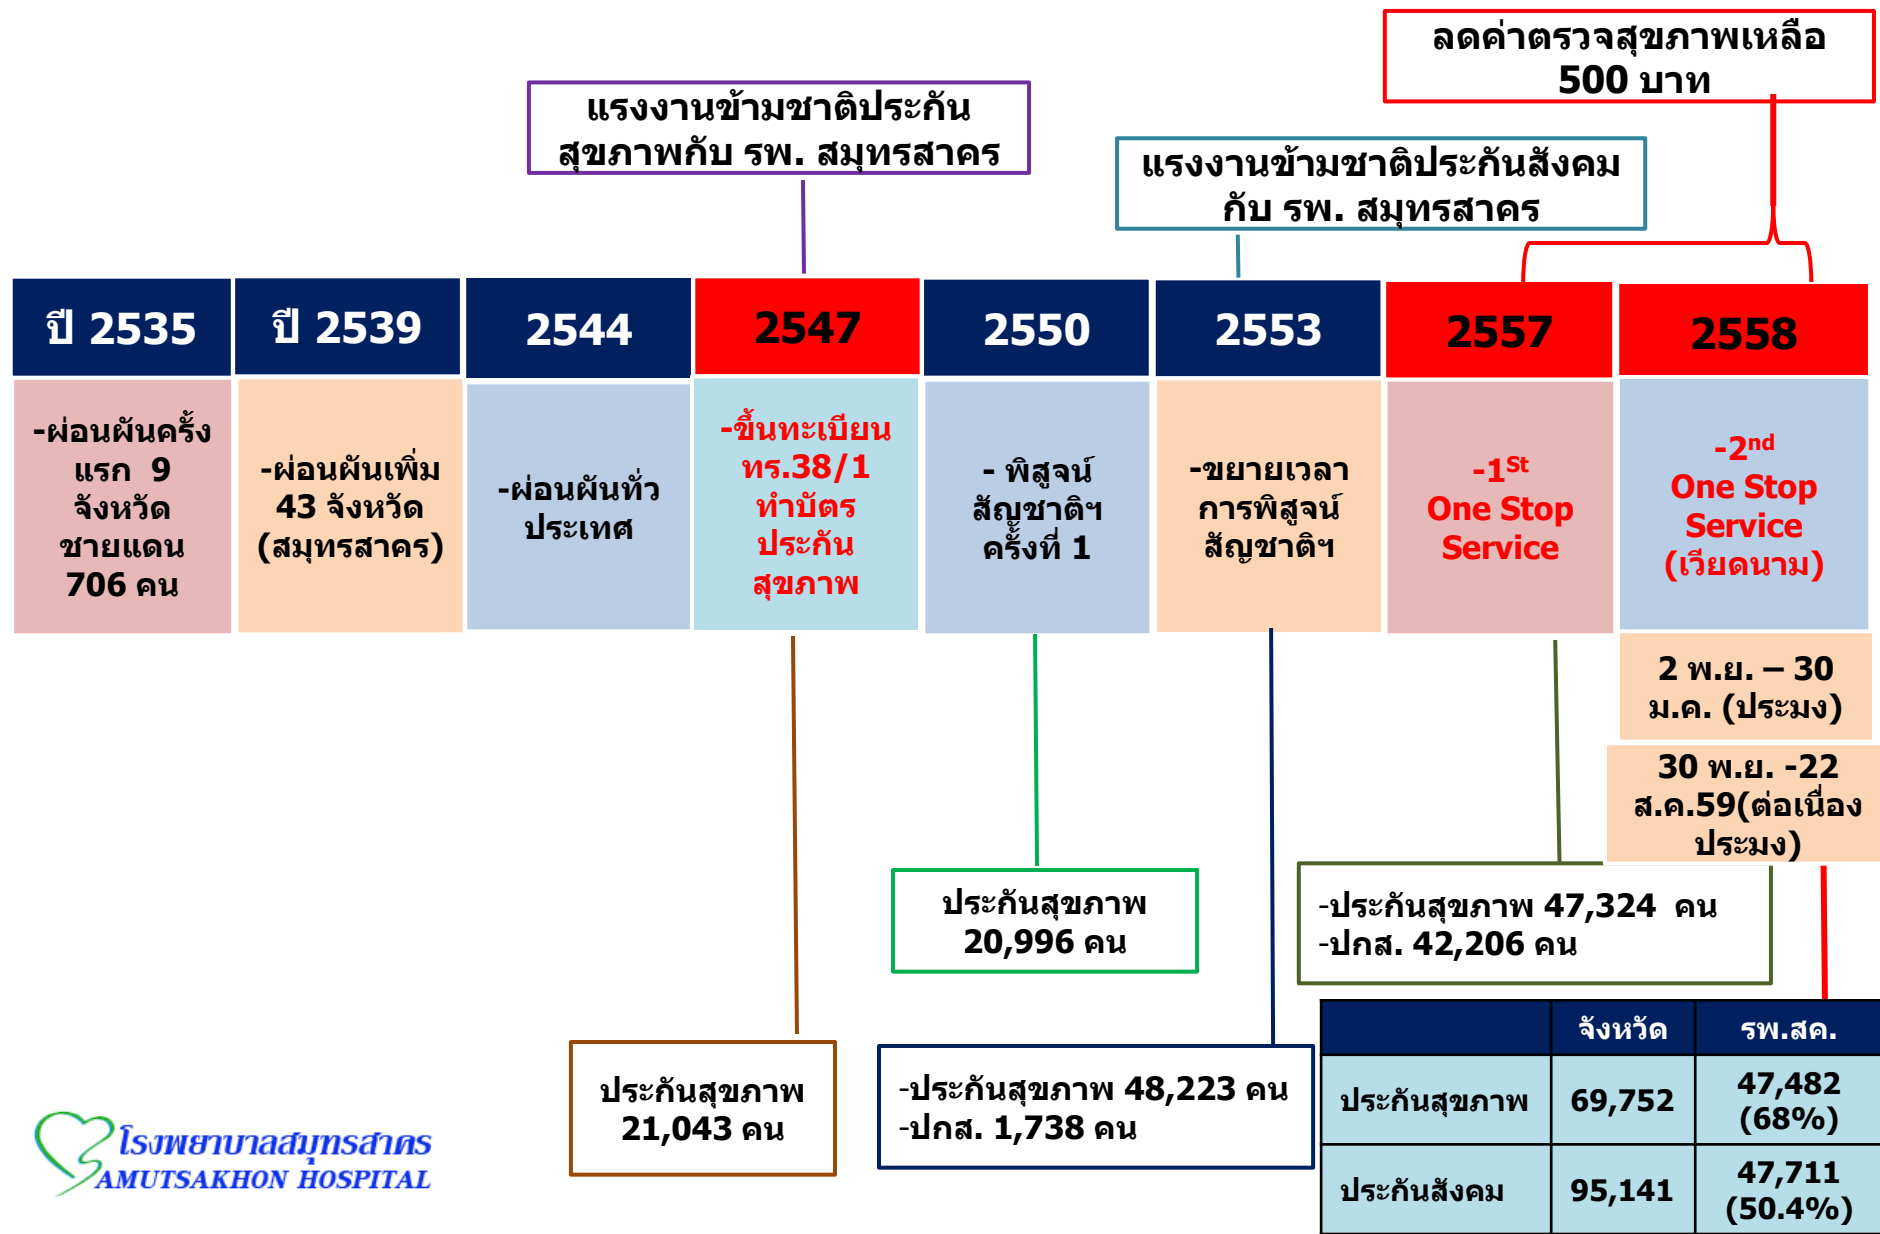 ลดค่าตรวจสุขภาพเหลือ
500 บาท
แรงงานข้ามชาติประกัน
สุขภาพกับ รพ. สมุทรสาคร
แรงงานข้ามชาติประกันสังคม
กับ รพ. สมุทรสาคร
ปี 2535
ปี 2539
2544
2547
2550
2553
2557
2558
-ผ่อนผันครั้ง
แรก 9
จังหวัด
ชายแดน
706 คน
-ผ่อนผันเพิ่ม
43 จังหวัด
(สมุทรสาคร)
-ผ่อนผันทั่ว
ประเทศ
-ขึ้นทะเบียน
ทร.38/1
ทำบัตร
ประกัน
สุขภาพ
- พิสูจน์
สัญชาติฯ
ครั้งที่ 1
-ขยายเวลา
การพิสูจน์
สัญชาติฯ
-1St
One Stop
Service
-2nd
One Stop
Service
(เวียดนาม)
2 พ.ย. – 30
ม.ค. (ประมง)
30 พ.ย. -22
ส.ค.59(ต่อเนื่อง
ประมง)
ประกันสุขภาพ
20,996 คน
-ประกันสุขภาพ 47,324 คน
-ปกส. 42,206 คน
ประกันสุขภาพ
21,043 คน
-ประกันสุขภาพ 48,223 คน
-ปกส. 1,738 คน
จังหวัด รพ.สค.
ประกันสุขภาพ 69,752 47,482
(68%)
ประกันสังคม 95,141 47,711
(50.4%)
โรงพยาบาลสมุทรสาคร
AMUTSAKHON HOSPITAL